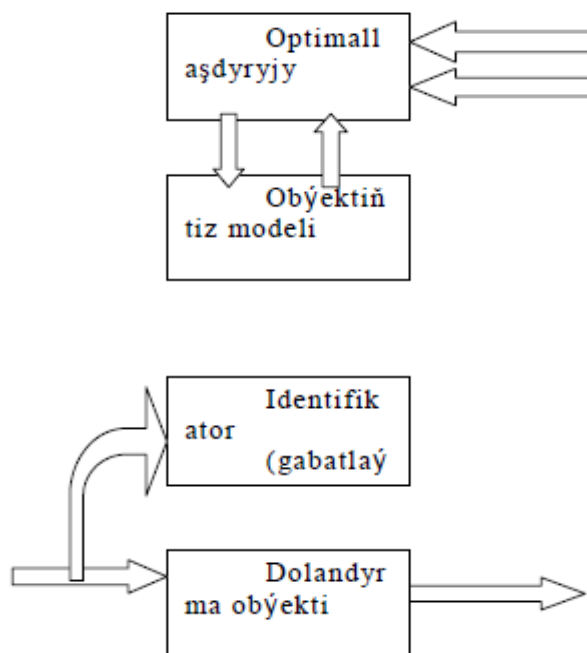 Optimall
aşdyryjy
Obýektiň
tiz modeli
Identifik
ator
(gabatlaý
Dolandyr
ma obýekti